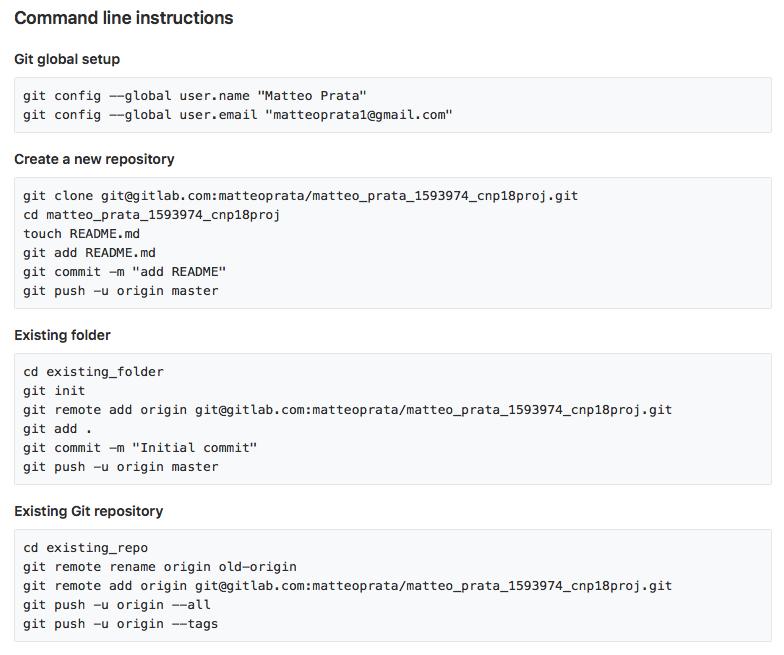 Command line instructions
Git global setup
git config --global user.name "Matteo Prata"
git config --global user.email "matteoprata1@gmail.com"
Create a new repository
git clone git@gitlab.com:matteoprata/matteo_prata_1593974_cnp18proj.git
cd matteo_prata_1593974_cnp18proj
touch README.md
git add README.md
git commit -m "add README"
git push -u origin master
Existing folder
cd existing_folder
git init
git remote add origin git@gitlab.com:matteoprata/matteo_prata_1593974_cnp18proj.git
git add .
git commit -m "Initial commit"
git push -u origin master
Existing Git repository
cd existing_repo
git remote rename origin old-origin
git remote add origin git@gitlab.com:matteoprata/matteo_prata_1593974_cnp18proj.git
git push -u origin --all
git push -u origin --tags